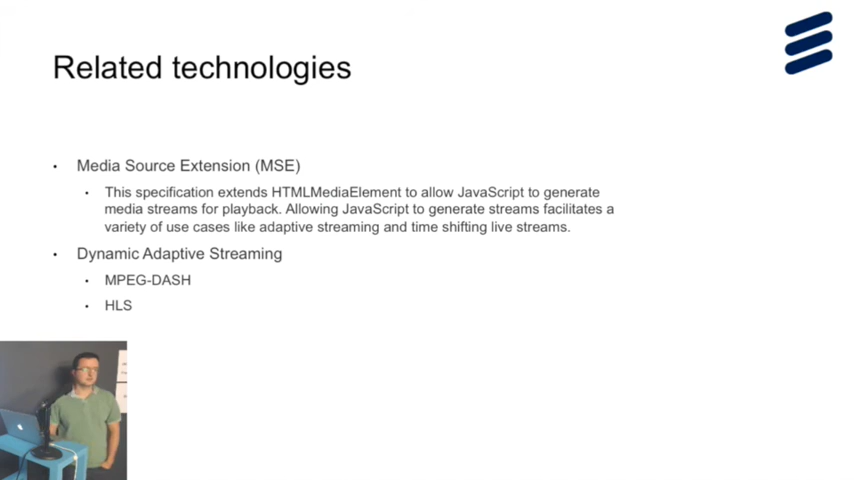 Related technologies
Media Source Extension (MSE)
This specification extends HTMLMediaElement to allow JavaScript to generate
media streams for playback. Allowing JavaScript to generate streams facilitates a
variety of use cases like adaptive streaming and time shifting live streams.
Dynamic Adaptive Streaming
MPEG-DASH
HLS